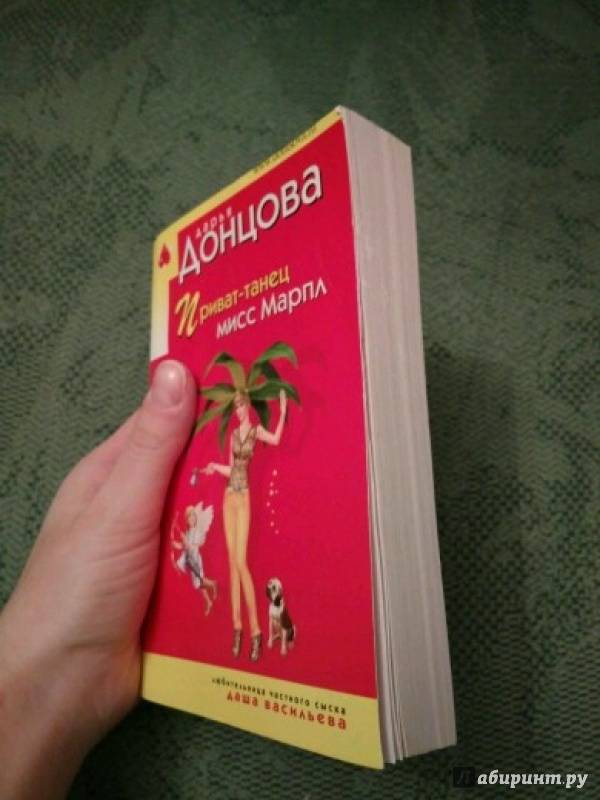 дарья
Донцова
Приват-танец
мисс Марпл
любительница частного сыска
даша васильева
Лабиринт.ру